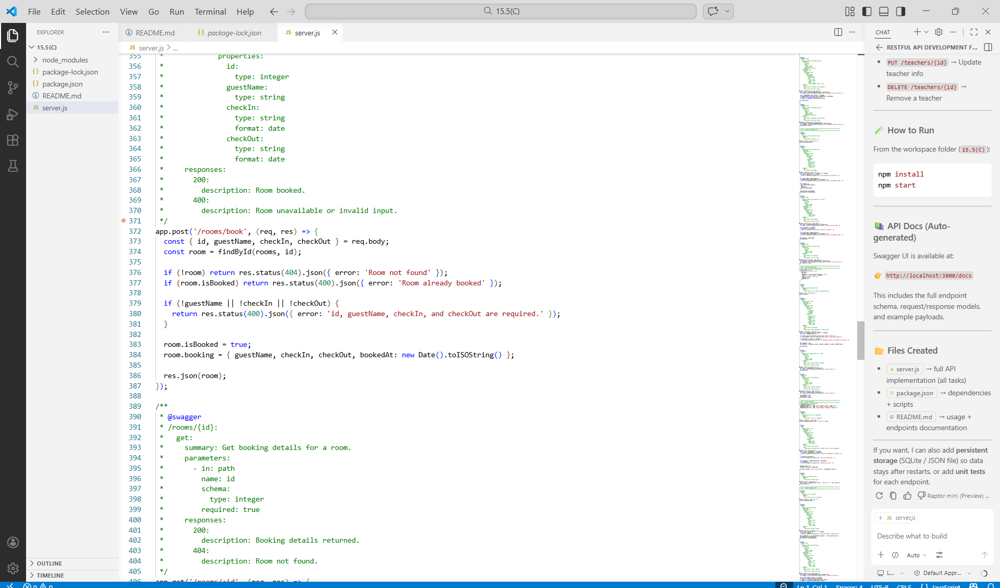 File Edit Selection View Go Run Terminal Help
15.5(C)
EXPLORER
15.5(C)
node_modules
package-lock.json
package.json
README.md
server.js
OUTLINE
TIMELINE
README.md
package-lock.json
server.js
server.js > ...
355 * properties:
356 * id:
357 * type: integer
358 * guestName:
359 * type: string
360 * checkIn:
361 * type: string
362 * format: date
363 * checkOut:
364 * type: string
365 * format: date
366 * responses:
367 * 200:
368 * description: Room booked.
369 * 400:
370 * description: Room unavailable or invalid input.
371 */
372 app.post('/rooms/book', (req, res) => {
373 const { id, guestName, checkIn, checkOut } = req.body;
374 const room = findById(rooms, id);
375
376 if (!room) return res.status(404).json({ error: 'Room not found' });
377 if (room.isBooked) return res.status(400).json({ error: 'Room already booked' });
378
379 if (!guestName || !checkIn || !checkOut) {
380 return res.status(400).json({ error: 'id, guestName, checkIn, and checkOut are required.' });
381 }
382
383 room.isBooked = true;
384 room.booking = { guestName, checkIn, checkOut, bookedAt: new Date().toISOString() };
385
386 res.json(room);
387 });
388
389 /**
390 * @swagger
391 * /rooms/{id}:
392 * get:
393 * summary: Get booking details for a room.
394 * parameters:
395 * - in: path
396 * name: id
397 * schema:
398 * type: integer
399 * required: true
400 * responses:
401 * 200:
402 * description: Booking details returned.
403 * 404:
404 * description: Room not found.
405 */
406 app.get('/rooms/:id', (req, res) => {
CHAT
RESTFUL API DEVELOPMENT F...
PUT /teachers/{id} → Update
teacher info
DELETE /teachers/{id} →
Remove a teacher
How to Run
From the workspace folder (15.5(C)):
npm install
npm start
API Docs (Auto-
generated)
Swagger UI is available at:
http://localhost:3000/docs
This includes the full endpoint
schema, request/response models,
and example payloads.
Files Created
server.js → full API
implementation (all tasks)
package.json → dependencies
+ scripts
README.md → usage +
endpoints documentation
If you want, I can also add persistent
storage (SQLite / JSON file) so data
stays after restarts, or add unit tests
for each endpoint.
Raptor mini (Preview) ...
server.js
Describe what to build
Auto
L... Default Appr...
0 0 Ln 1, Col 1 Spaces: 4 UTF-8 CRLF {} JavaScript